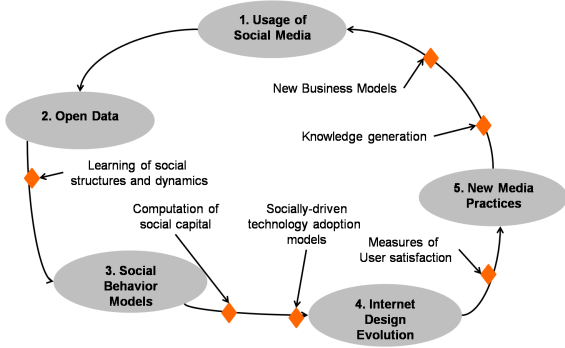 1. Usage of
Social Media
New Business Models
2. Open Data
Knowledge generation
Learning of social
structures and dynamics
5. New Media
Practices
Computation of
social capital
Socially-driven
technology adoption
models
Measures of
User satisfaction
3. Social
Behavior
Models
4. Internet
Design
Evolution